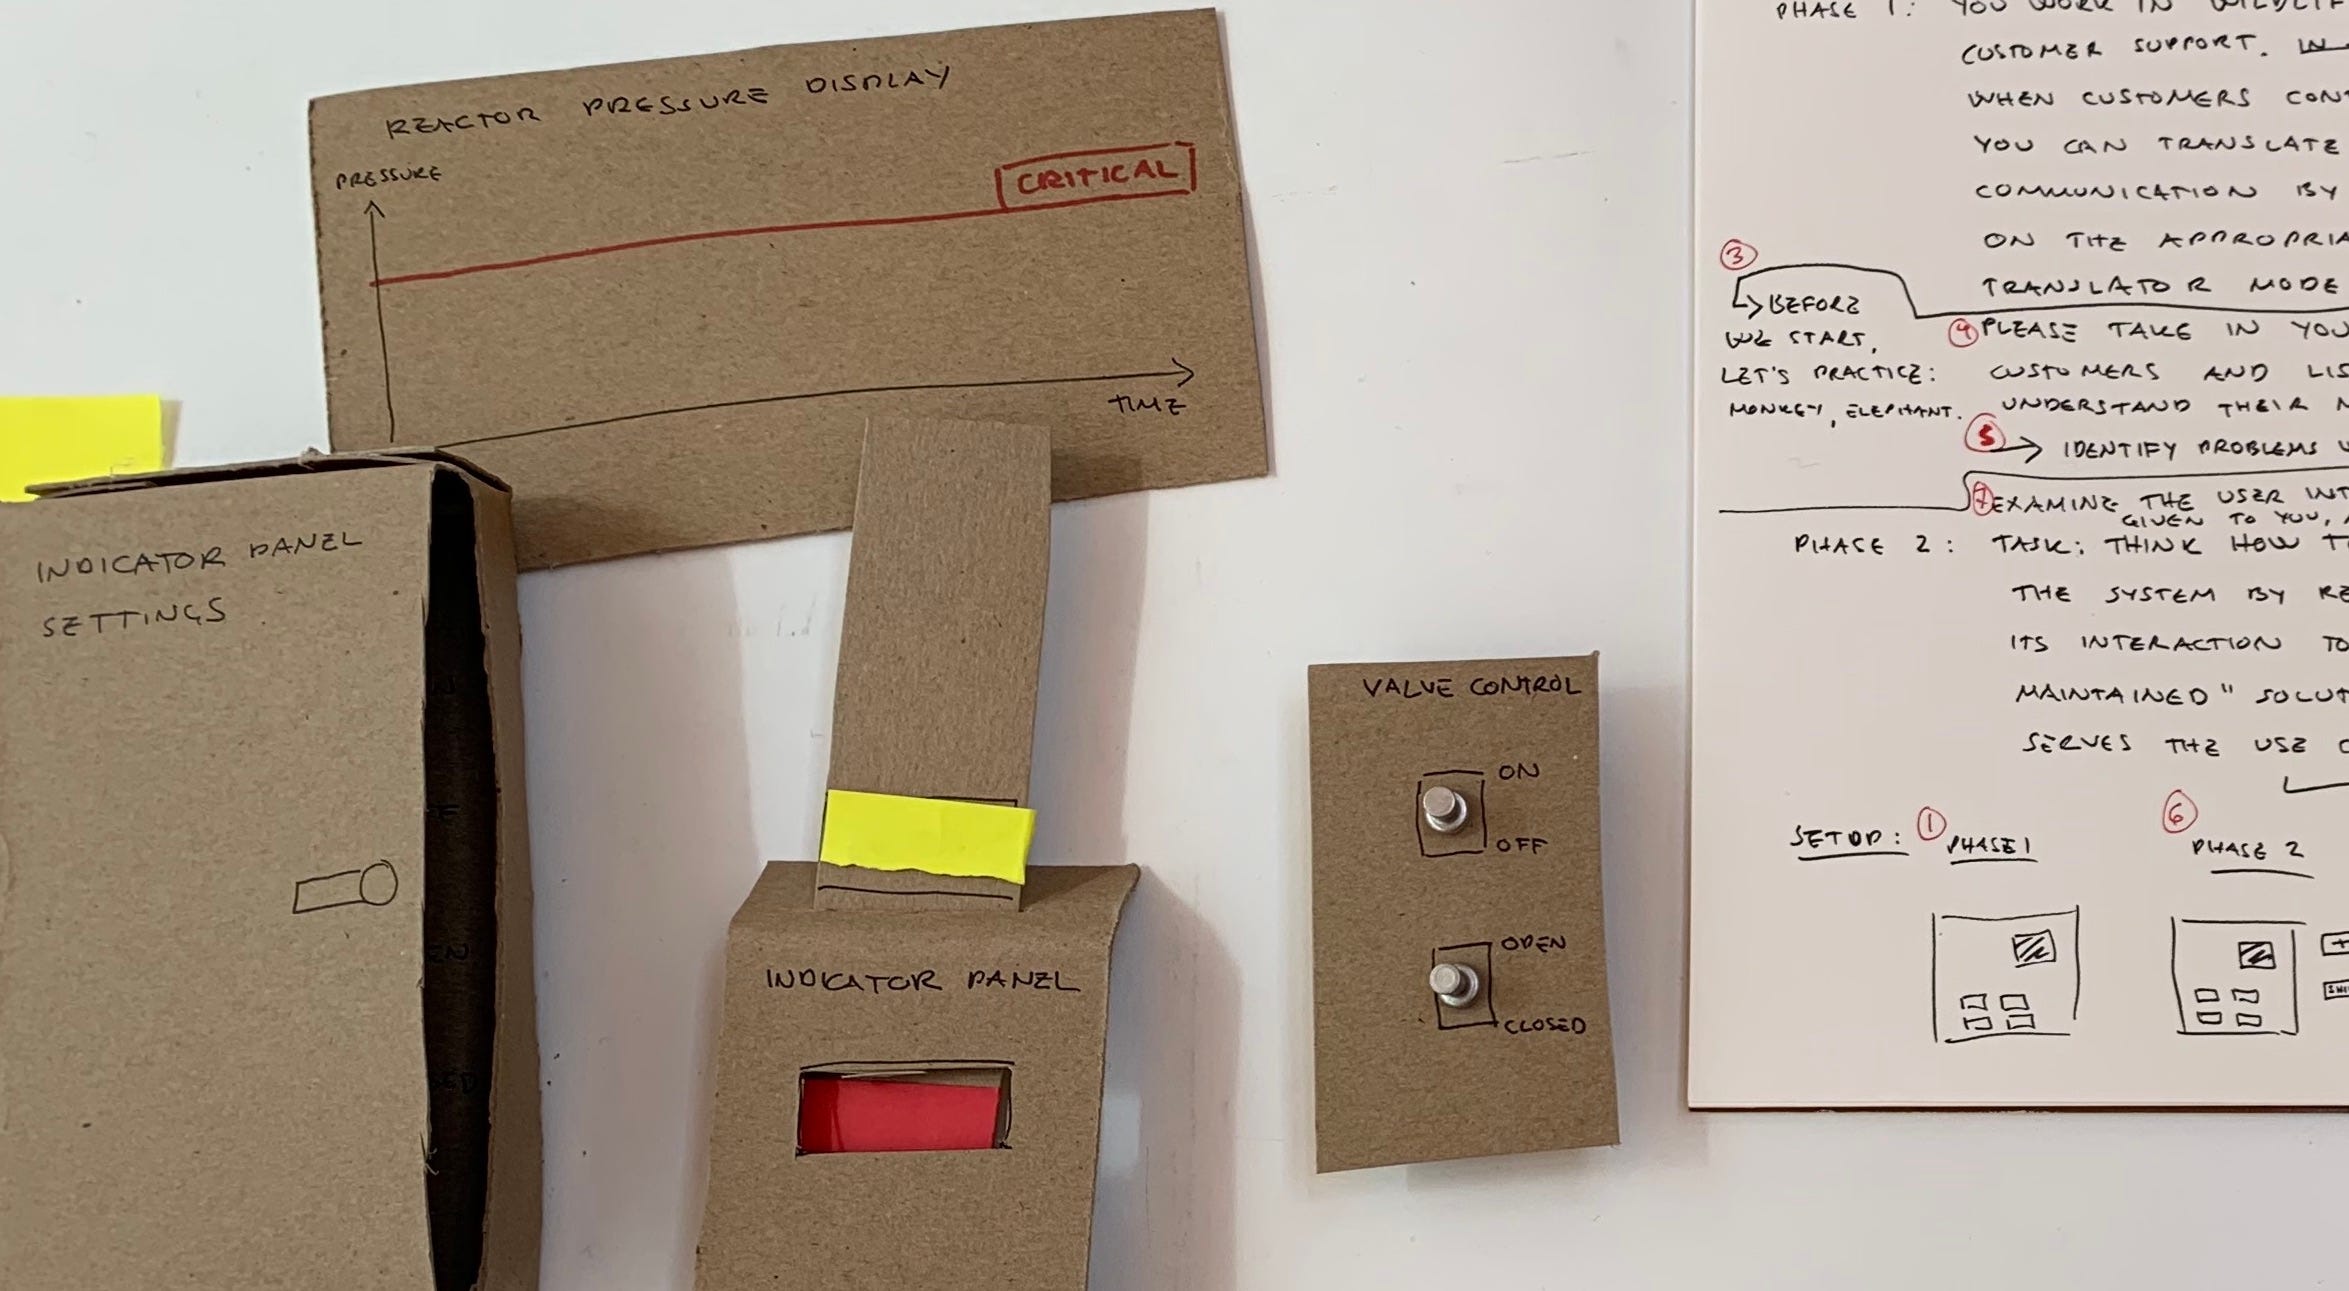 REACTOR PRESSURE DISPLAY
PRESSURE
CRITICAL
TIME
INDICATOR PANEL
SETTINGS
INDICATOR PANEL
VALVE CONTROL
ON
OFF
OPEN
CLOSED
PHASE 1: YOU WORK IN
CUSTOMER SUPPORT.
WHEN CUSTOMERS
YOU CAN TRANSLATE
COMMUNICATION BY
ON THE
TRANSLATOR MODE
3
BEFORE
WE START,
LET'S PRACTICE:
MONKEY, ELEPHANT.
4 PLEASE TAKE IN
CUSTOMERS AND
UNDERSTAND THEIR
5 → IDENTIFY PROBLEMS
7 EXAMINE THE USER
GIVEN TO YOU,
PHASE 2: TASK: THINK HOW
THE SYSTEM BY
ITS INTERACTION
MAINTAINED"
SERVES THE USE
SETUP: 1 PHASE 1
6
PHASE 2